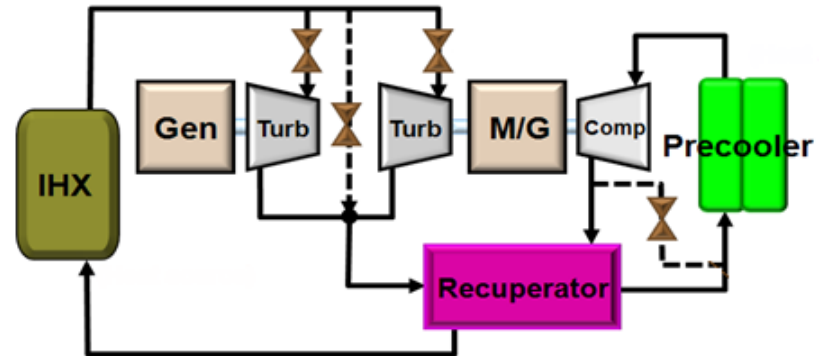 Gen
Turb
Turb
M/G
Comp
Precooler
IHX
Recuperator